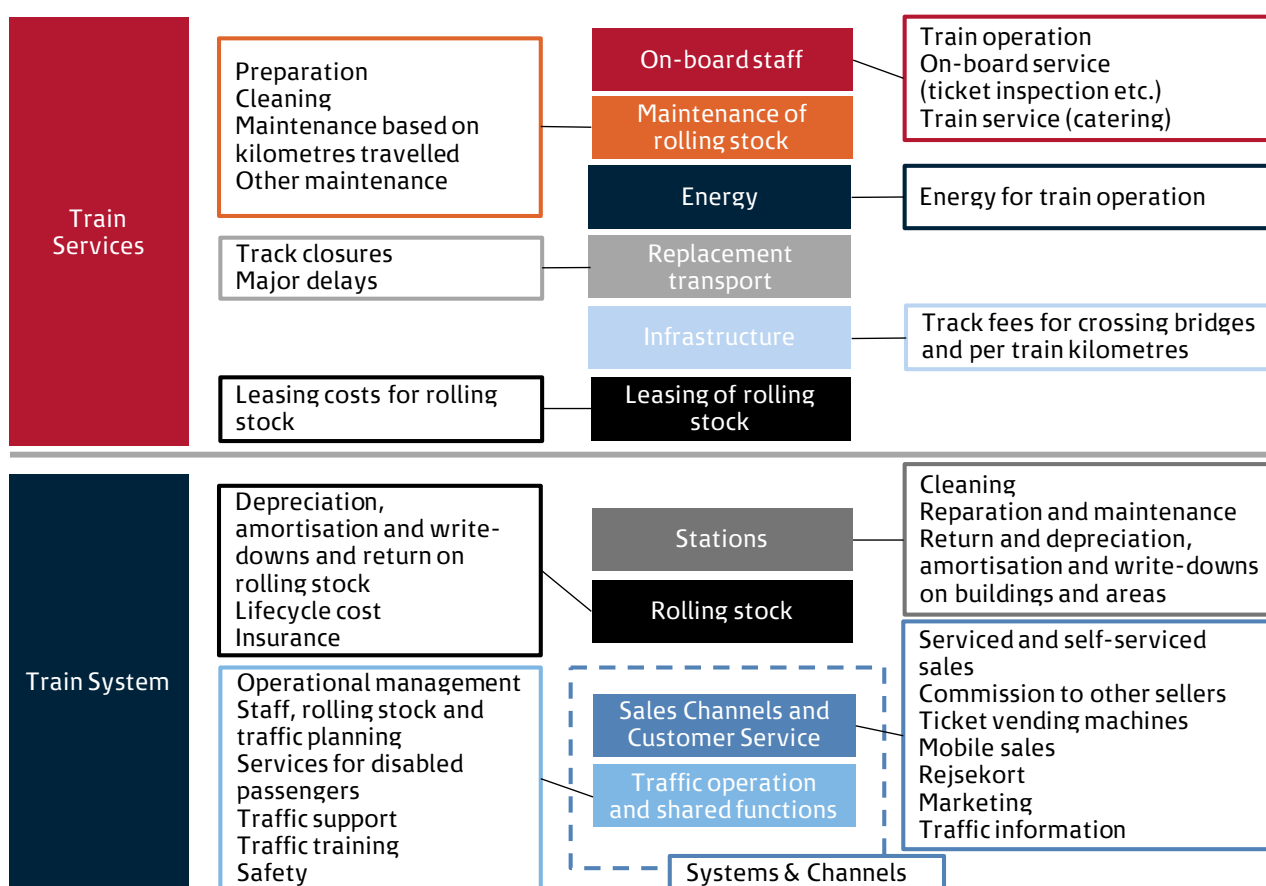 Train
Services
Preparation
Cleaning
Maintenance based on
kilometres travelled
Other maintenance
On-board staff
Train operation
On-board service
(ticket inspection etc.)
Train service (catering)
Maintenance of
rolling stock
Energy
Energy for train operation
Track closures
Major delays
Replacement
transport
Infrastructure
Track fees for crossing bridges
and per train kilometres
Leasing costs for rolling
stock
Leasing of rolling
stock
Train System
Depreciation,
amortisation and write-
downs and return on
rolling stock
Lifecycle cost
Insurance
Stations
Cleaning
Reparation and maintenance
Return and depreciation,
amortisation and write-downs
on buildings and areas
Rolling stock
Operational management
Staff, rolling stock and
traffic planning
Services for disabled
passengers
Traffic support
Traffic training
Safety
Sales Channels and
Customer Service
Serviced and self-serviced
sales
Commission to other sellers
Ticket vending machines
Mobile sales
Rejsekort
Marketing
Traffic information
Traffic operation
and shared functions
Systems & Channels